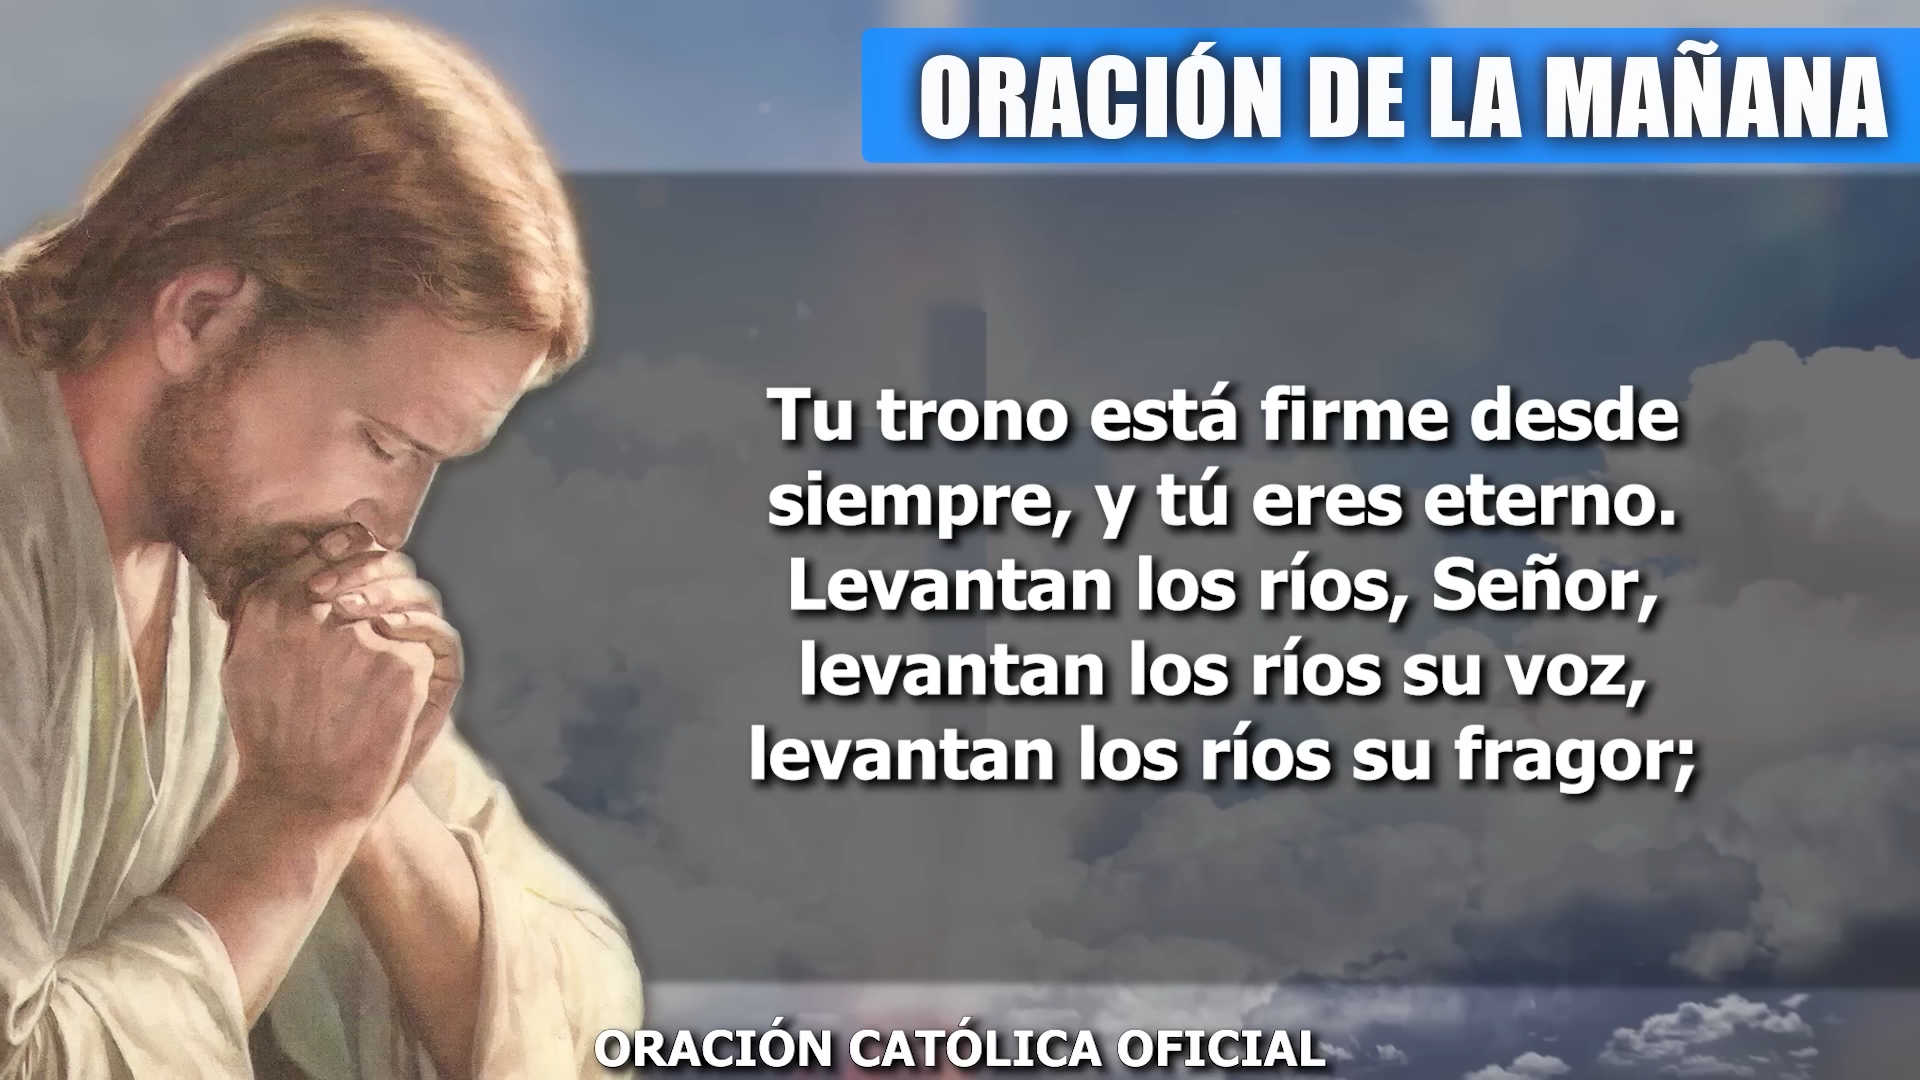 ORACIÓN DE LA MAÑANA
Tu trono está firme desde
siempre, y tú eres eterno.
Levantan los ríos, Señor,
levantan los ríos su voz,
levantan los ríos su fragor;
ORACIÓN CATÓLICA OFICIAL